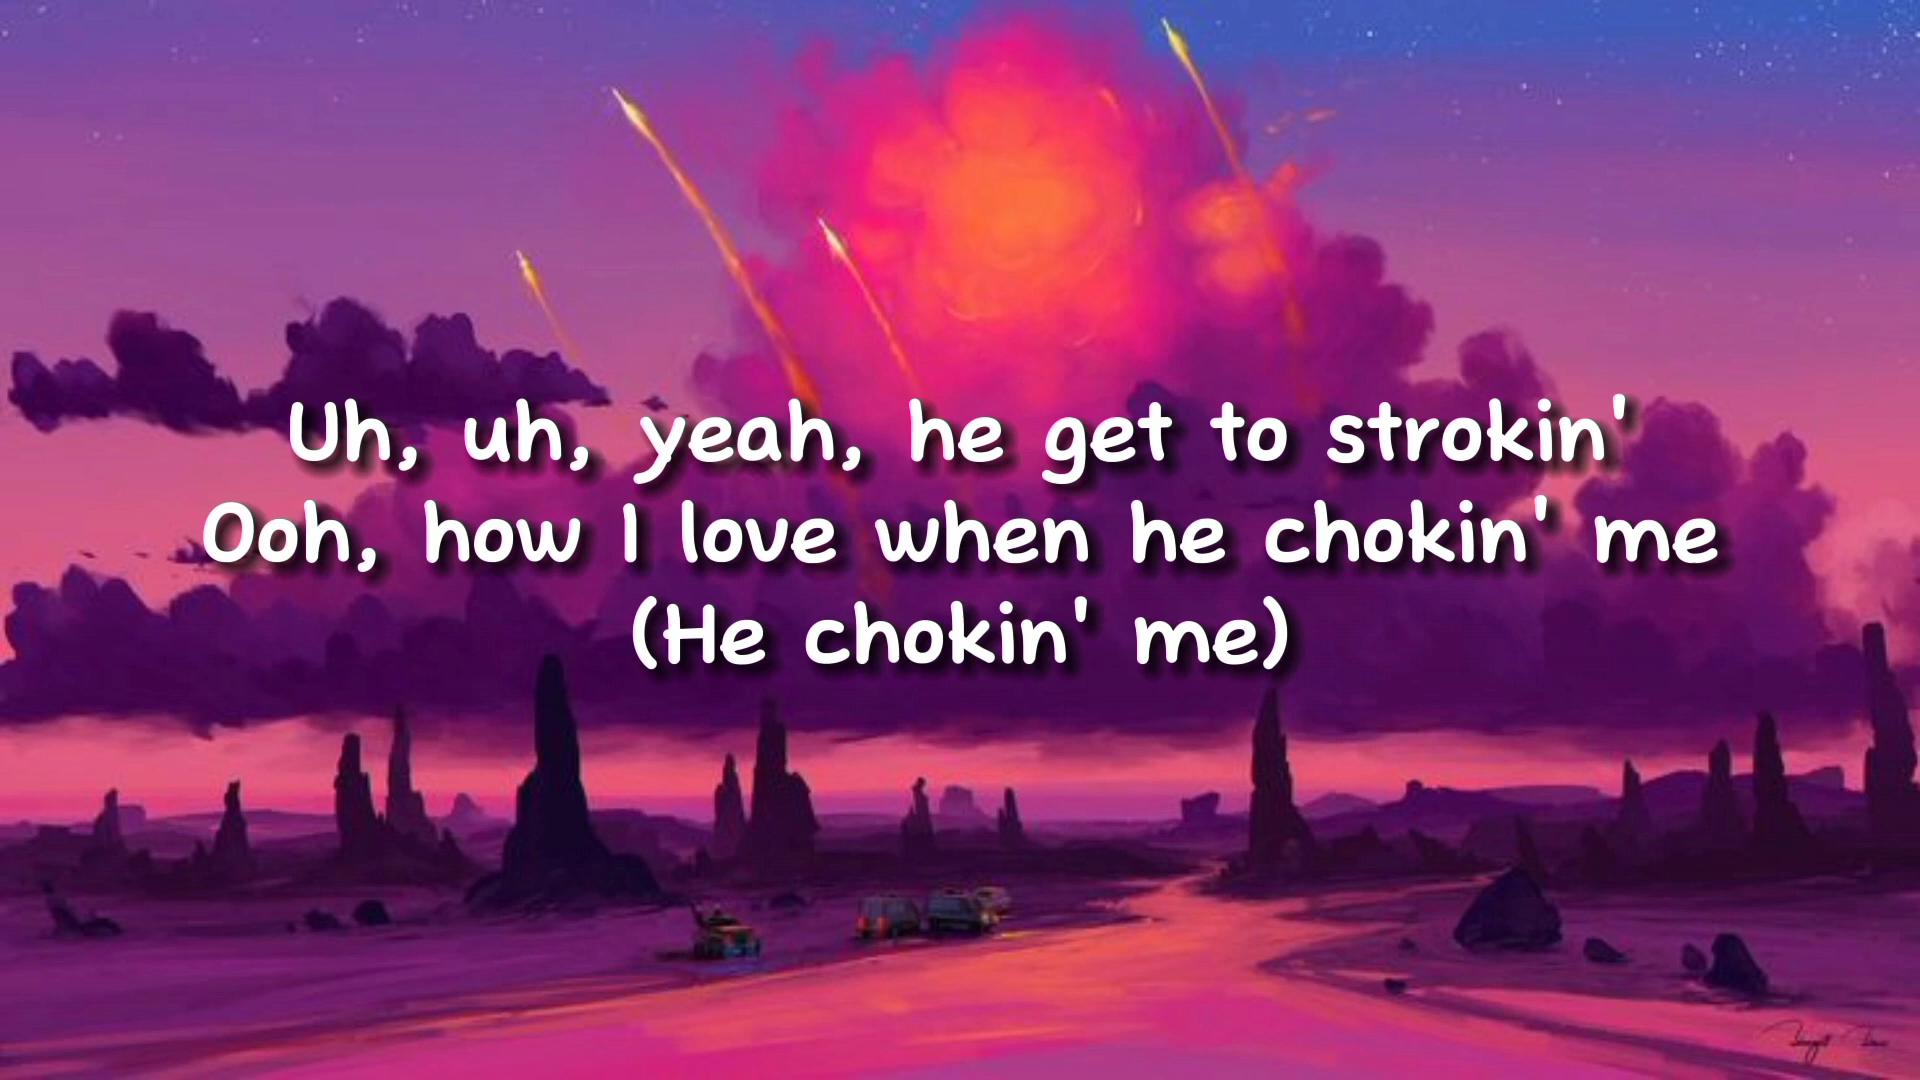 Uh, uh, yeah, he get to strokin'
Ooh, how I love when he chokin' me
(He chokin' me)